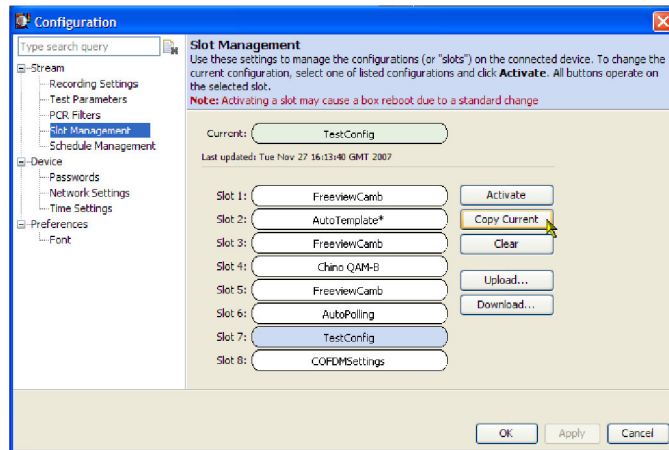 Configuration
Type search query
Stream
Recording Settings
Test Parameters
PCR Filters
Slot Management
Schedule Management
Device
Passwords
Network Settings
Time Settings
Preferences
Font
Slot Management
Use these settings to manage the configurations (or "slots") on the connected device. To change the
current configuration, select one of listed configurations and click Activate. All buttons operate on
the selected slot.
Note: Activating a slot may cause a box reboot due to a standard change
Current: TestConfig
Last updated: Tue Nov 27 16:13:40 GMT 2007
Slot 1: FreeviewCamb
Slot 2: AutoTemplate*
Slot 3: FreeviewCamb
Slot 4: Chino QAM-B
Slot 5: FreeviewCamb
Slot 6: AutoPolling
Slot 7: TestConfig
Slot 8: COFDMSettings
Activate
Copy Current
Clear
Upload...
Download...
OK Apply Cancel